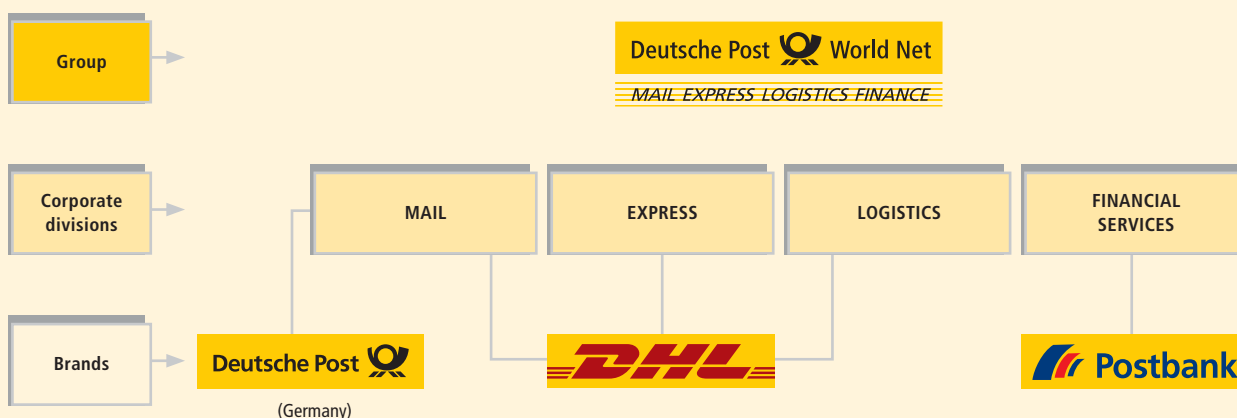 Group
Deutsche Post World Net
MAIL EXPRESS LOGISTICS FINANCE
Corporate
divisions
MAIL
EXPRESS
LOGISTICS
FINANCIAL
SERVICES
Brands
Deutsche Post
DHL
Postbank
(Germany)